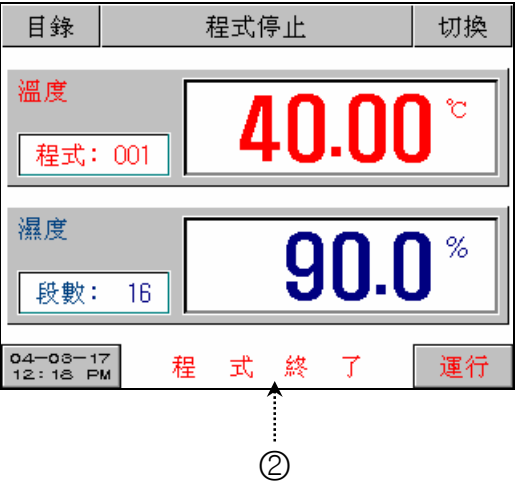 目錄 程式停止 切換
溫度
40.00 ℃
程式： 001
濕度
90.0 %
段數： 16
04-03-17
12:18 PM
程 式 終 了
運行
②